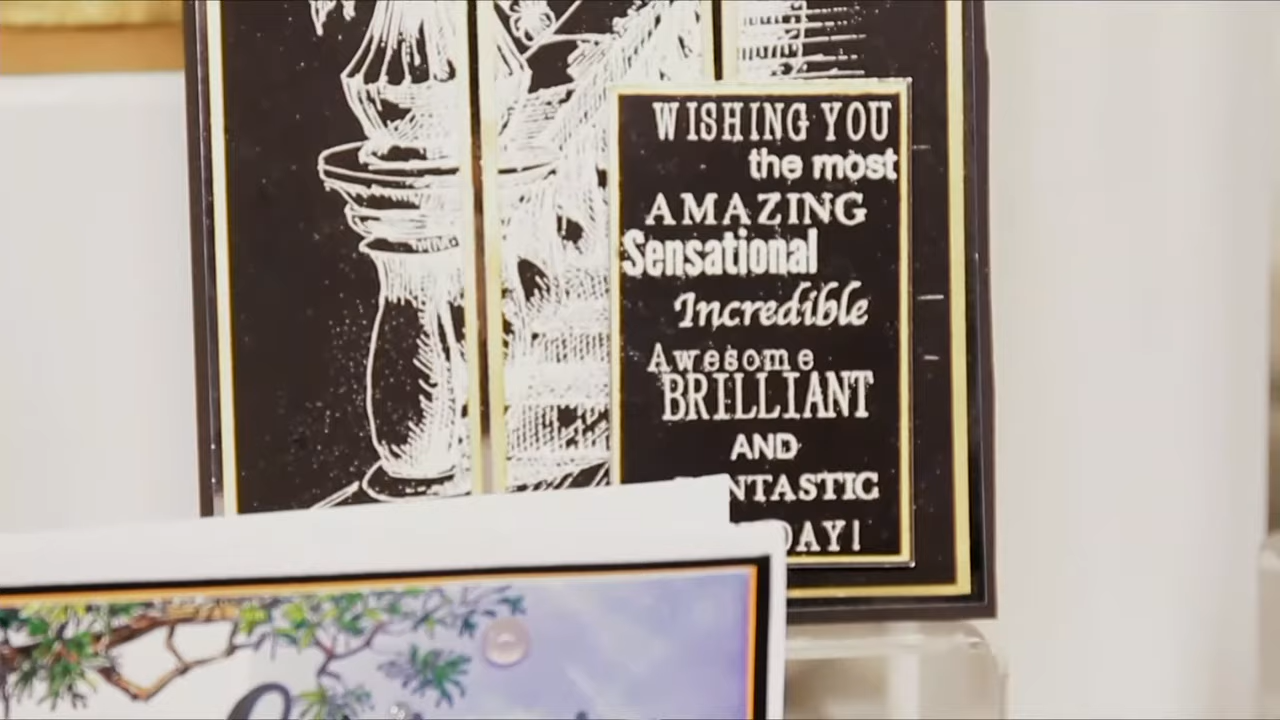 WISHING YOU
the most
AMAZING
Sensational
Incredible
Awesome
BRILLIANT
AND